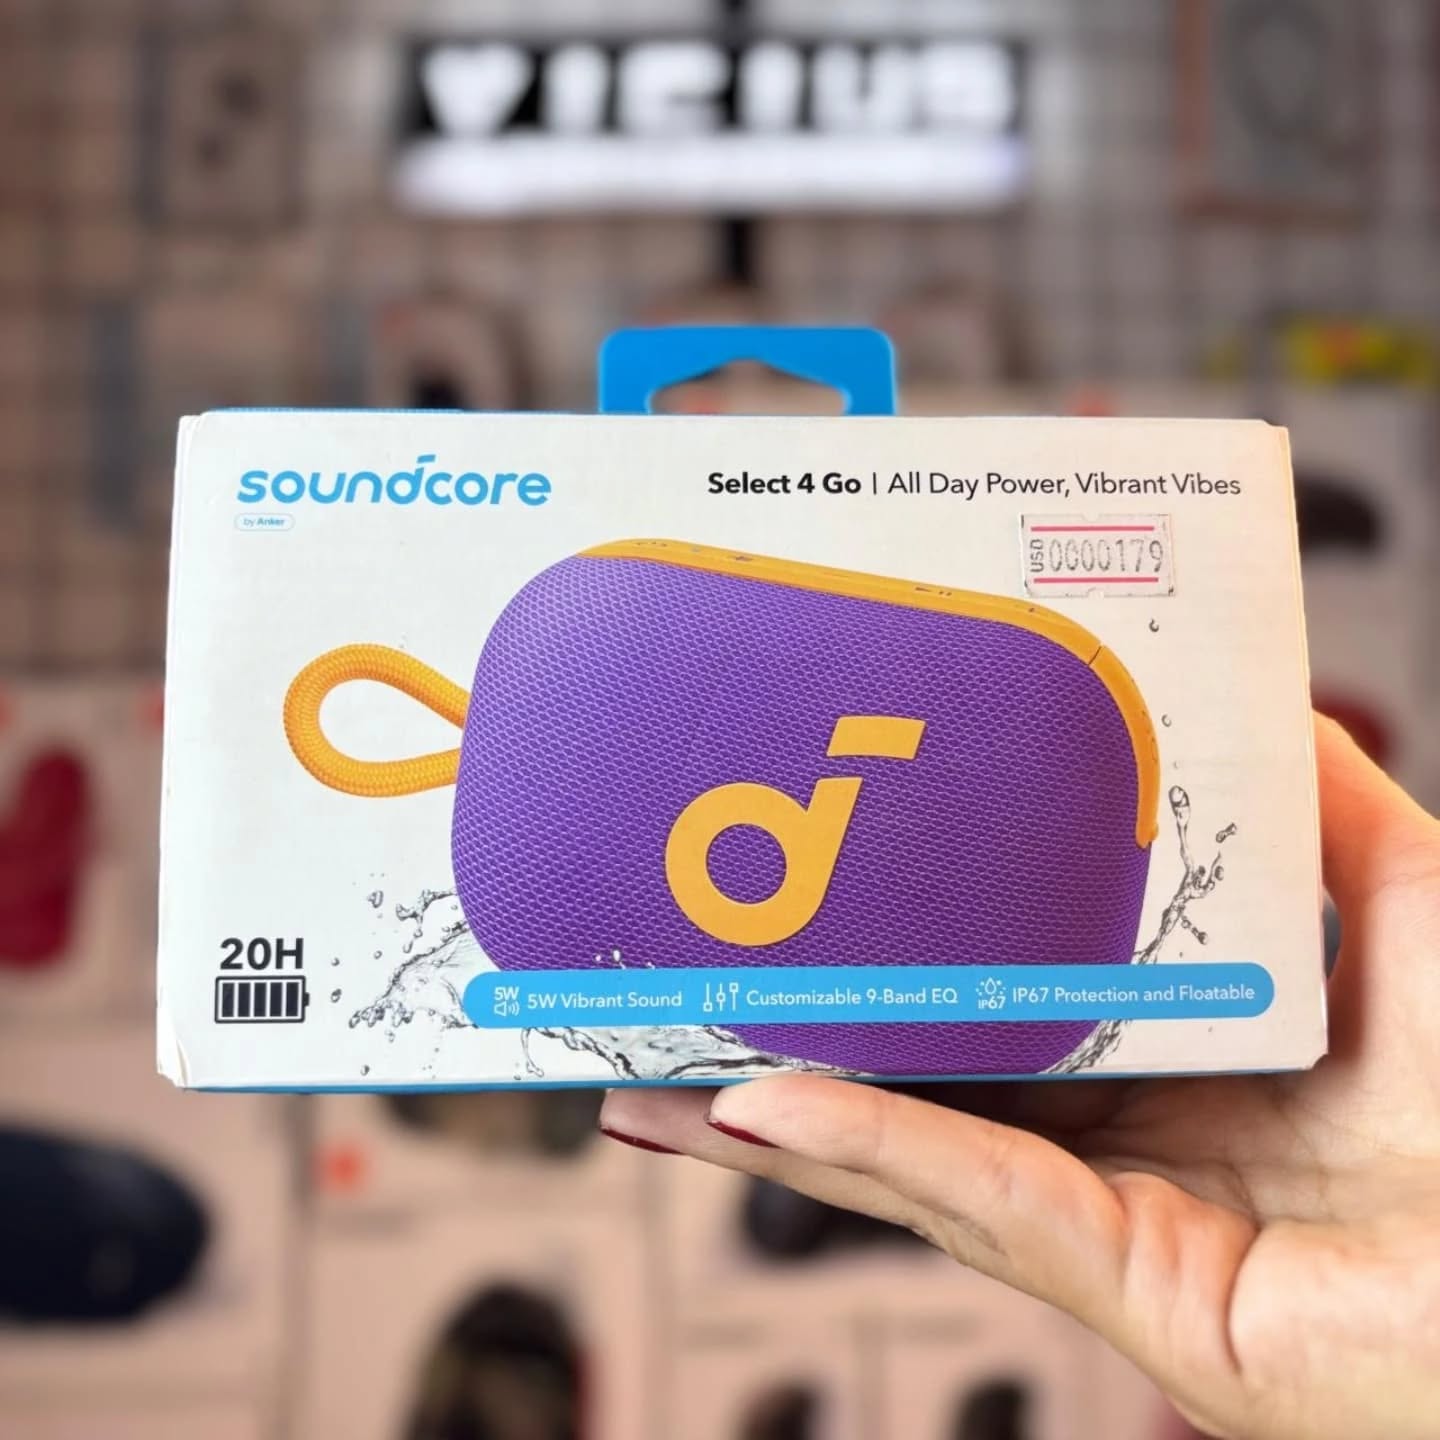 VICIUS
soundcore
by Anker
Select 4 Go | All Day Power, Vibrant Vibes
USD 0000179
20H
5W 5W Vibrant Sound Customizable 9-Band EQ IP67 IP67 Protection and Floatable